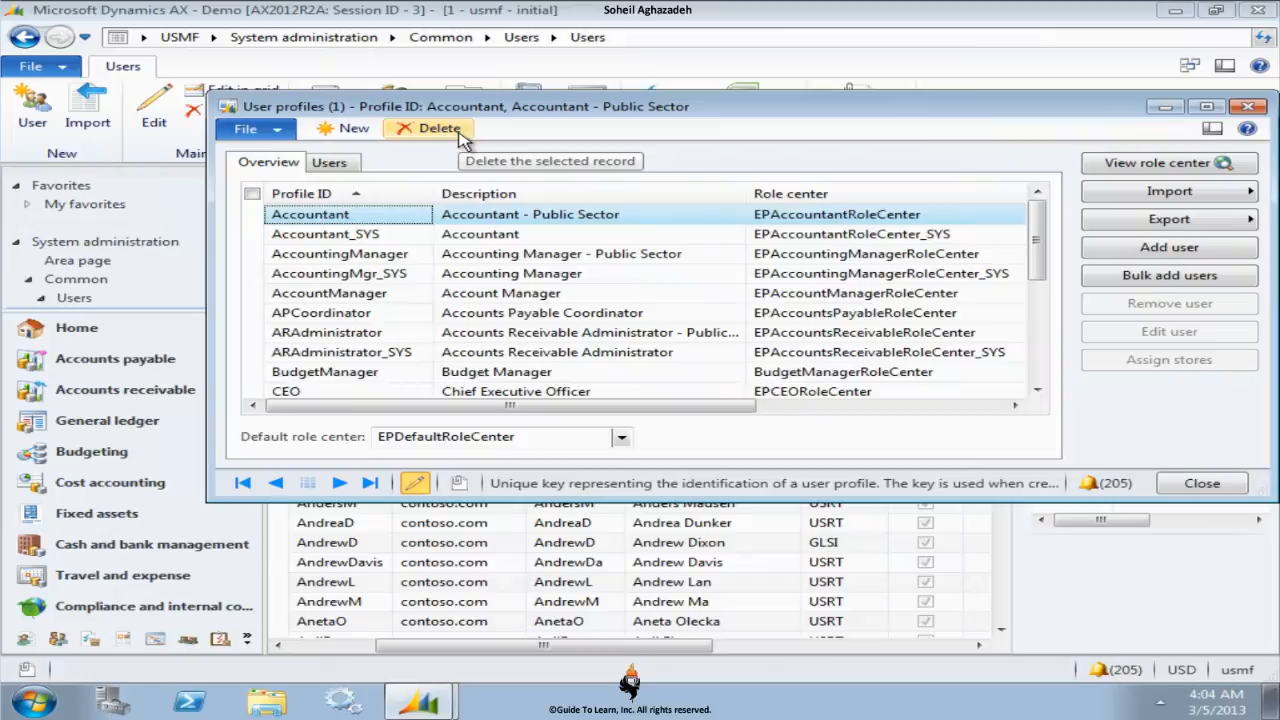 Microsoft Dynamics AX - Demo [AX2012R2A: Session ID - 3] - [1 - usmf - initial]
Soheil Aghazadeh
USMF
System administration
Common
Users
Users
File
Users
User
Import
Edit
New
User profiles (1) - Profile ID: Accountant, Accountant - Public Sector
File
New
Delete
Delete the selected record
Overview
Users
Profile ID Description Role center
Accountant Accountant - Public Sector EPAccountantRoleCenter
Accountant_SYS Accountant EPAccountantRoleCenter_SYS
AccountingManager Accounting Manager - Public Sector EPAccountingManagerRoleCenter
AccountingMgr_SYS Accounting Manager EPAccountingManagerRoleCenter_SYS
AccountManager Account Manager EPAccountManagerRoleCenter
APCoordinator Accounts Payable Coordinator EPAccountsPayableRoleCenter
ARAdministrator Accounts Receivable Administrator - Public... EPAccountsReceivableRoleCenter
ARAdministrator_SYS Accounts Receivable Administrator EPAccountsReceivableRoleCenter_SYS
BudgetManager Budget Manager BudgetManagerRoleCenter
CEO Chief Executive Officer EPCEORoleCenter
Default role center: EPDefaultRoleCenter
View role center
Import
Export
Add user
Bulk add users
Remove user
Edit user
Assign stores
Unique key representing the identification of a user profile. The key is used when cre...
(205)
Close
Favorites
My favorites
System administration
Area page
Common
Users
Home
Accounts payable
Accounts receivable
General ledger
Budgeting
Cost accounting
Fixed assets
Cash and bank management
Travel and expense
Compliance and internal co...
AndreaD contoso.com AndreaD Andrea Dunker USRT
AndrewD contoso.com AndrewD Andrew Dixon GLSI
AndrewDavis contoso.com AndrewDa Andrew Davis USRT
AndrewL contoso.com AndrewL Andrew Lan USRT
AndrewM contoso.com AndrewM Andrew Ma USRT
AnetaO contoso.com AnetaO Aneta Olecka USRT
(205)
USD
usmf
©Guide To Learn, Inc. All rights reserved.
4:04 AM
3/5/2013